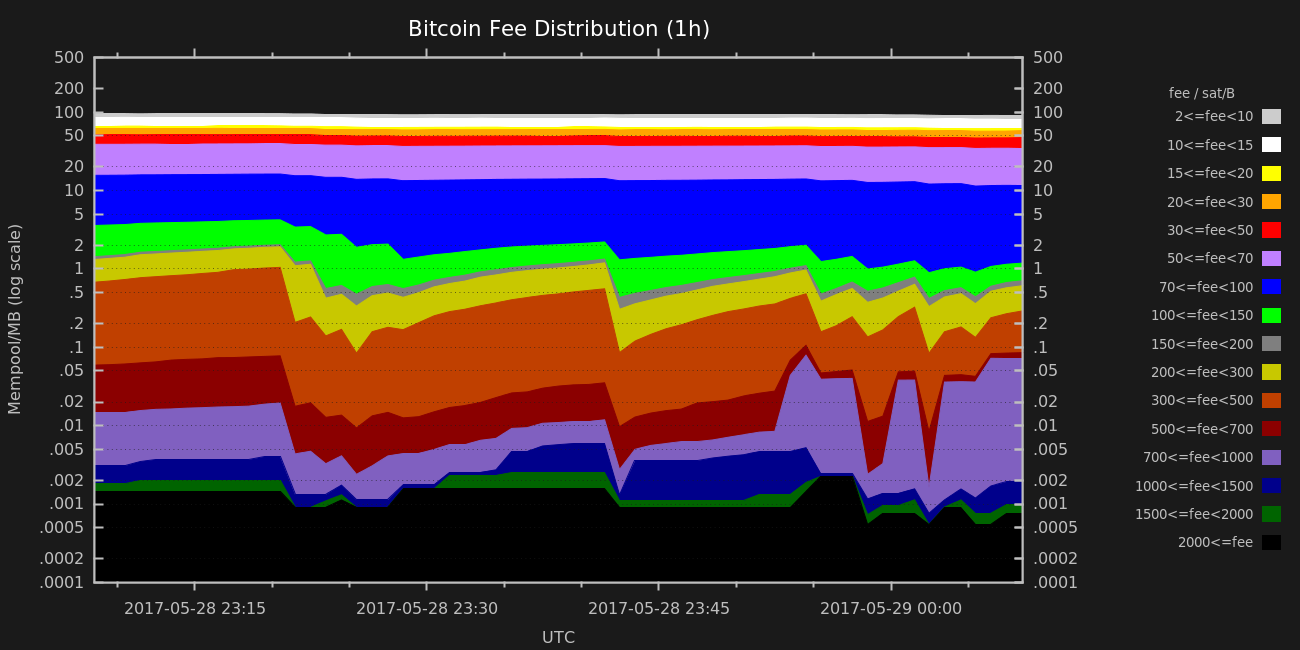 Bitcoin Fee Distribution (1h)
500 500
200 200
100 100
50 50
20 20
10 10
5 5
2 2
1 1
.5 .5
.2 .2
.1 .1
.05 .05
.02 .02
.01 .01
.005 .005
.002 .002
.001 .001
.0005 .0005
.0002 .0002
.0001 .0001
Mempool/MB (log scale)
2017-05-28 23:15 2017-05-28 23:30 2017-05-28 23:45 2017-05-29 00:00
UTC
fee / sat/B
2<=fee<10
10<=fee<15
15<=fee<20
20<=fee<30
30<=fee<50
50<=fee<70
70<=fee<100
100<=fee<150
150<=fee<200
200<=fee<300
300<=fee<500
500<=fee<700
700<=fee<1000
1000<=fee<1500
1500<=fee<2000
2000<=fee